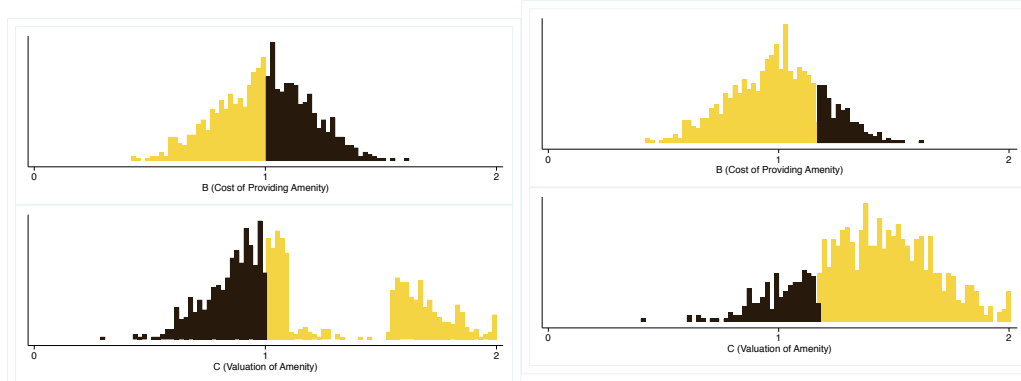 0 1 2
B (Cost of Providing Amenity)
0 1 2
C (Valuation of Amenity)
0 1 2
B (Cost of Providing Amenity)
0 1 2
C (Valuation of Amenity)